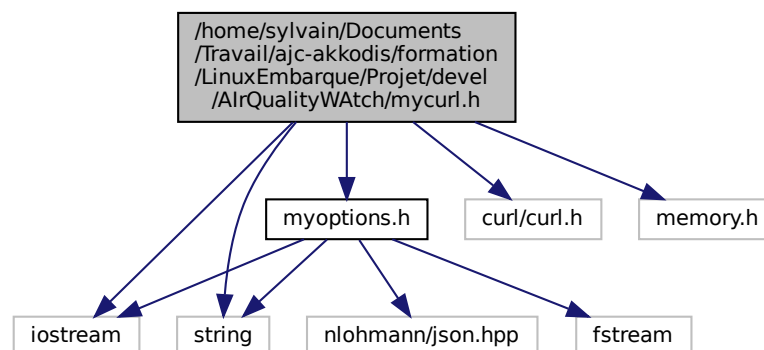 /home/sylvain/Documents
/Travail/ajc-akkodis/formation
/LinuxEmbarque/Projet/devel
/AIrQualityWAtch/mycurl.h
myoptions.h
curl/curl.h
memory.h
iostream
string
nlohmann/json.hpp
fstream